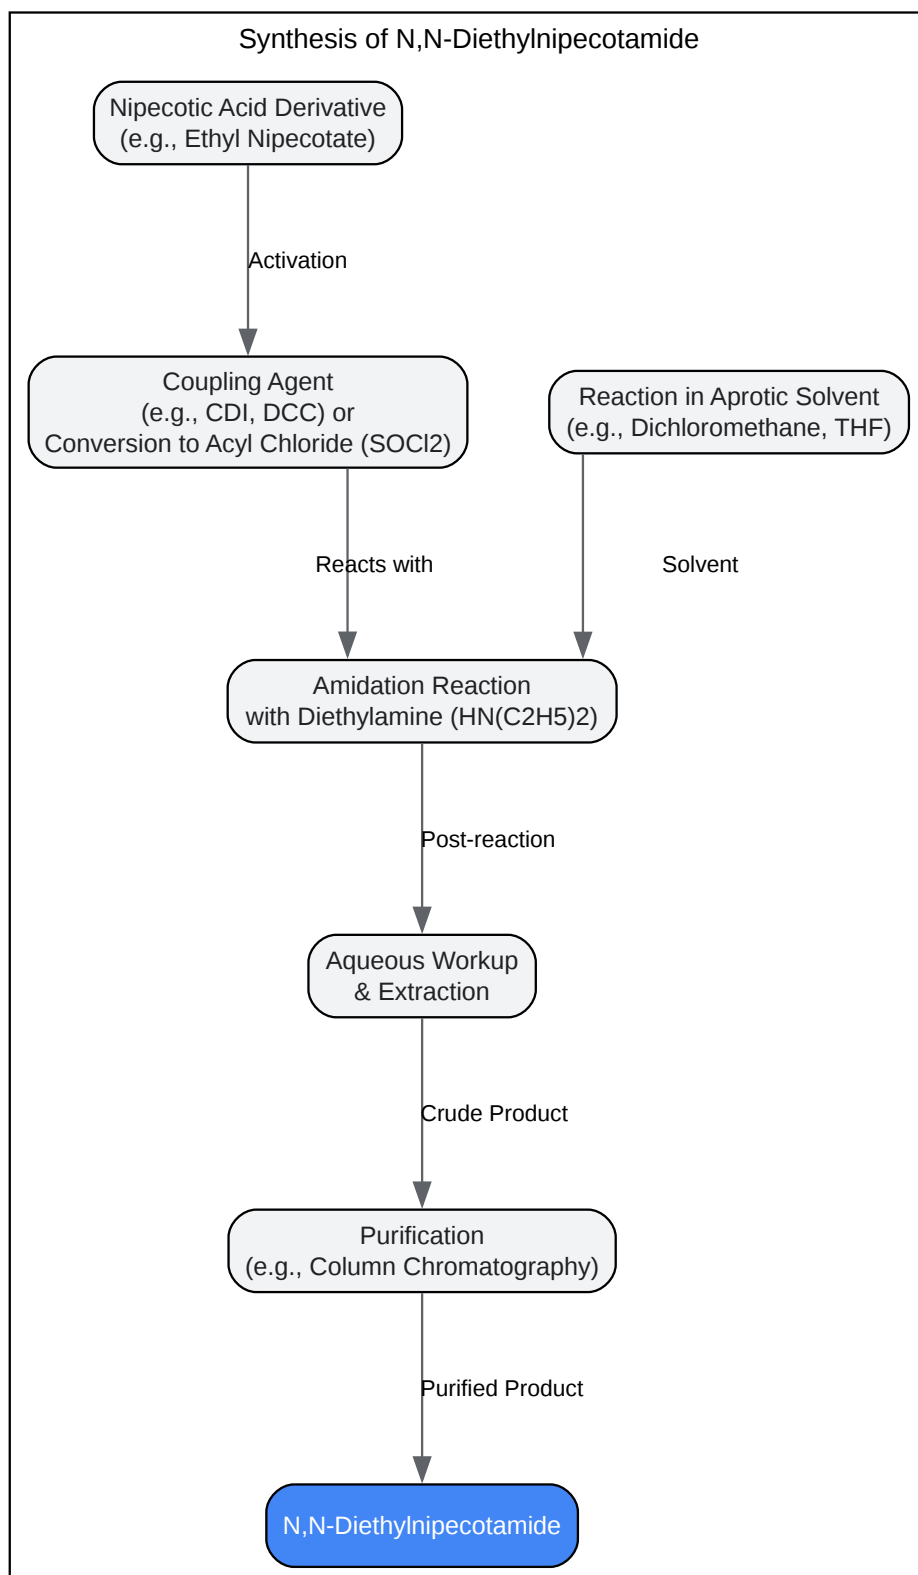 Synthesis of N,N-Diethylnipecotamide
Nipecotic Acid Derivative
(e.g., Ethyl Nipecotate)
Activation
Coupling Agent
(e.g., CDI, DCC) or
Conversion to Acyl Chloride (SOCl2)
Reaction in Aprotic Solvent
(e.g., Dichloromethane, THF)
Reacts with
Solvent
Amidation Reaction
with Diethylamine (HN(C2H5)2)
Post-reaction
Aqueous Workup
& Extraction
Crude Product
Purification
(e.g., Column Chromatography)
Purified Product
N,N-Diethylnipecotamide